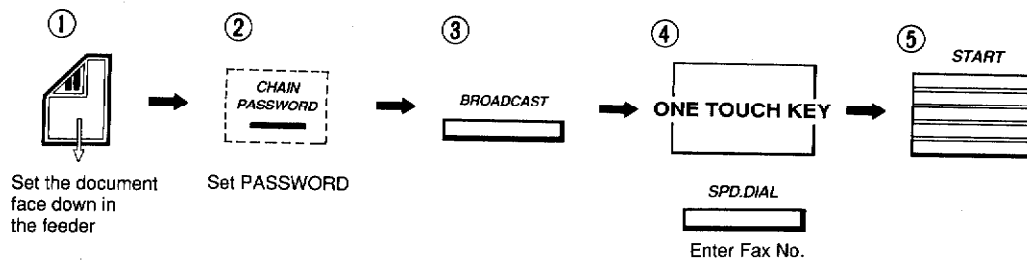 ①
Set the document
face down in
the feeder
②
CHAIN
PASSWORD
Set PASSWORD
③
BROADCAST
④
ONE TOUCH KEY
SPD.DIAL
Enter Fax No.
⑤
START